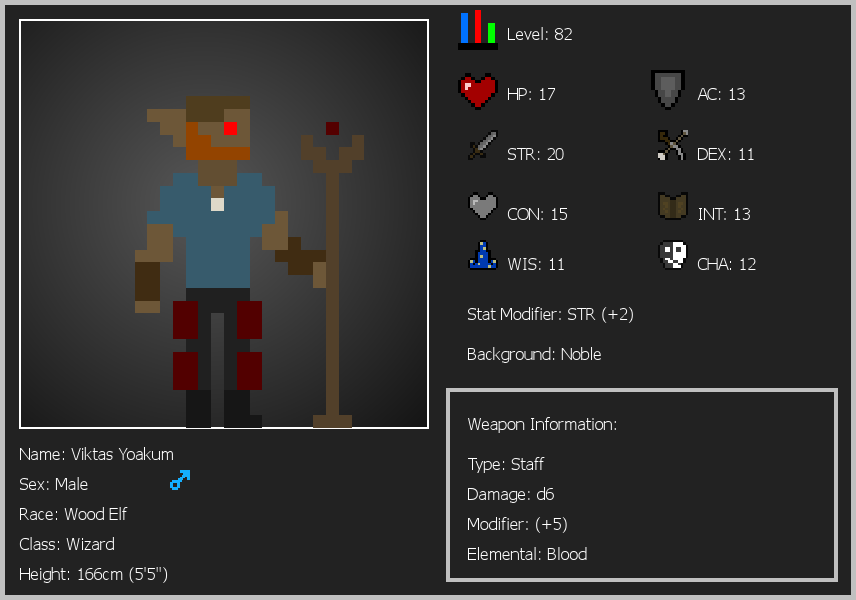 Level: 82
HP: 17
AC: 13
STR: 20
DEX: 11
CON: 15
INT: 13
WIS: 11
CHA: 12
Stat Modifier: STR (+2)
Background: Noble
Weapon Information:
Type: Staff
Damage: d6
Modifier: (+5)
Elemental: Blood
Name: Viktas Yoakum
Sex: Male
Race: Wood Elf
Class: Wizard
Height: 166cm (5'5")